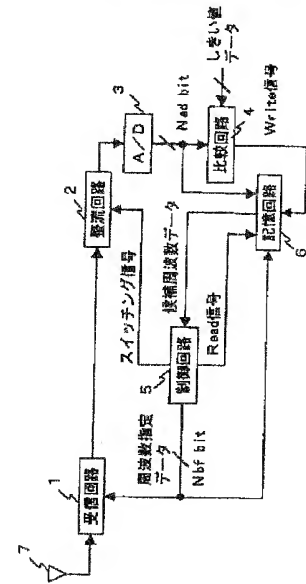 7
1
受信回路
2
整流回路
3
A/D
Nad bit
しきい値
データ
比較回路
4
Write信号
スイッチング信号
候補周波数データ
5
制御回路
Read信号
記憶回路
6
周波数指定
データ
Nbf bit